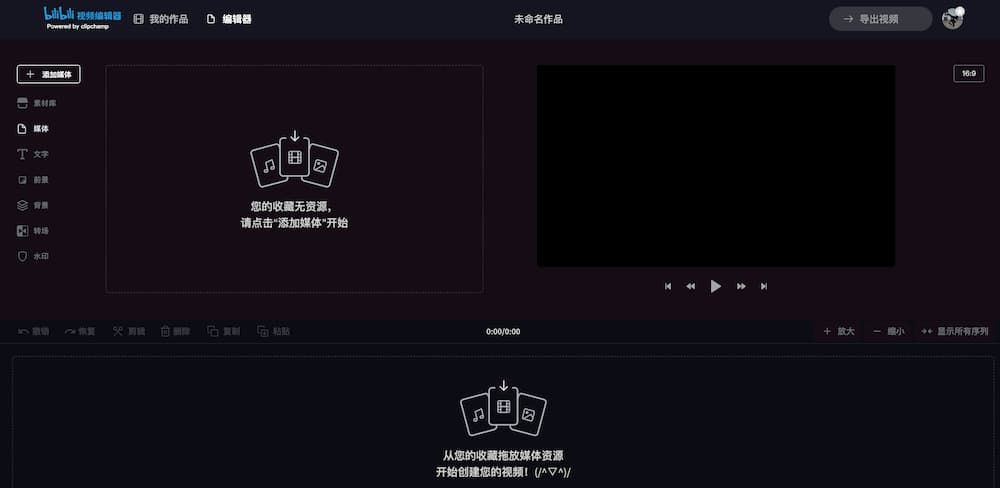 bilibili 视频编辑器
Powered by clipchamp
我的作品
编辑器
未命名作品
导出视频
添加媒体
素材库
媒体
文字
前景
背景
转场
水印
您的收藏无资源，
请点击“添加媒体”开始
16:9
撤销
恢复
剪辑
删除
复制
粘贴
0:00/0:00
放大
缩小
显示所有序列
从您的收藏拖放媒体资源
开始创建您的视频！(/^▽^)/